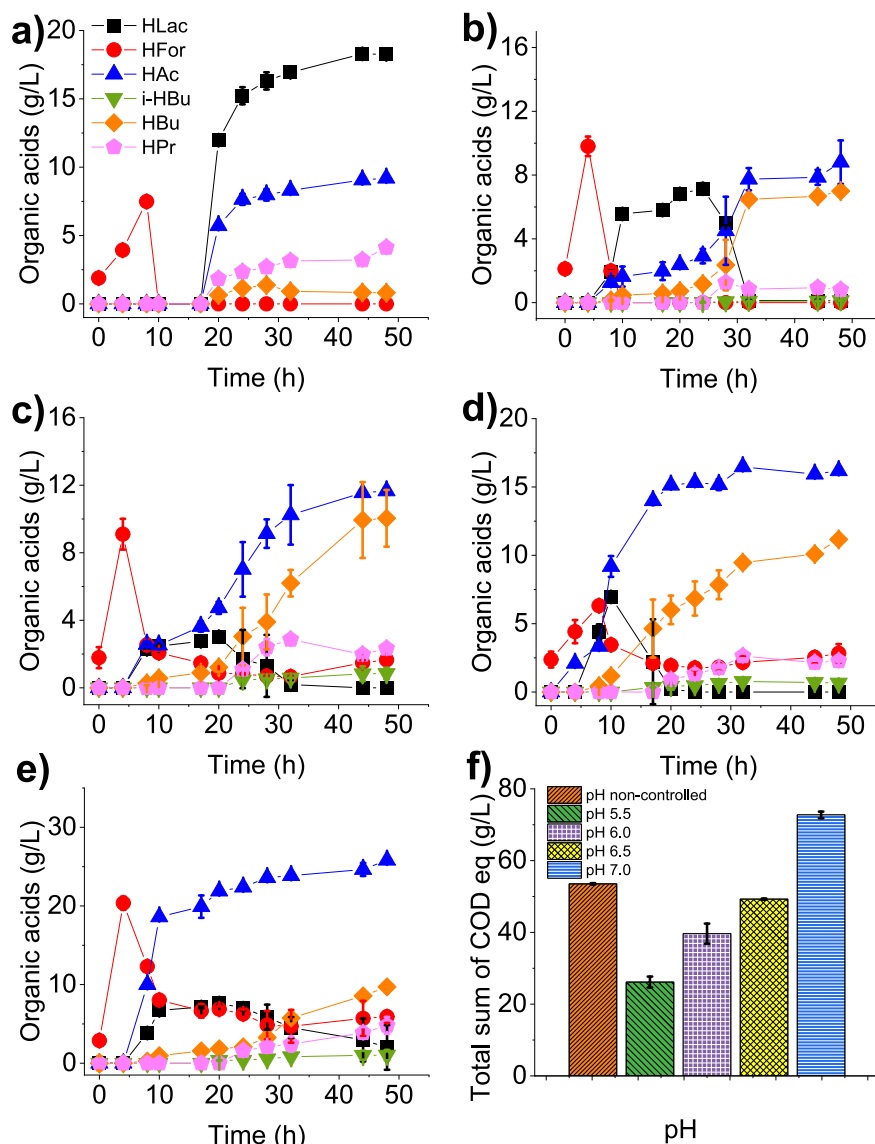 a)
HLac
HFor
HAc
i-HBu
HBu
HPr
Organic acids (g/L)
20
15
10
5
0
0 10 20 30 40 50
Time (h)
b)
Organic acids (g/L)
16
12
8
4
0
0 10 20 30 40 50
Time (h)
c)
Organic acids (g/L)
16
12
8
4
0
0 10 20 30 40 50
Time (h)
d)
Organic acids (g/L)
20
15
10
5
0
0 10 20 30 40 50
Time (h)
e)
Organic acids (g/L)
30
20
10
0
0 10 20 30 40 50
Time (h)
f)
pH non-controlled
pH 5.5
pH 6.0
pH 6.5
pH 7.0
Total sum of COD eq (g/L)
80
60
40
20
0
pH